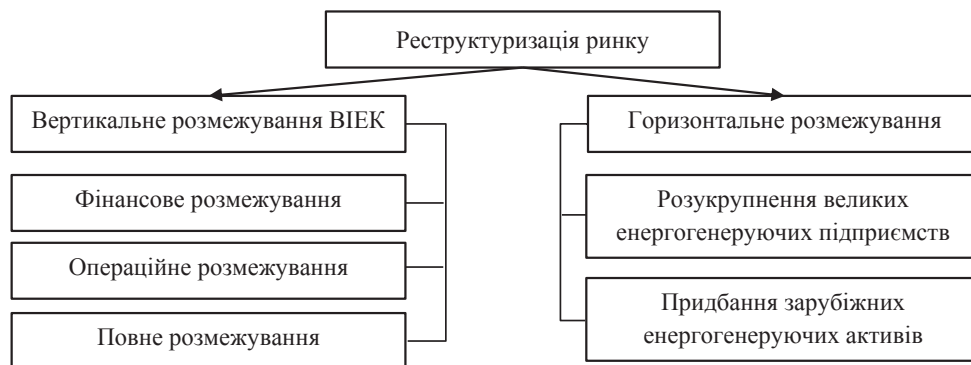 Реструктуризація ринку
Вертикальне розмежування ВІЕК
Фінансове розмежування
Операційне розмежування
Повне розмежування
Горизонтальне розмежування
Розукрупнення великих
енергогенеруючих підприємств
Придбання зарубіжних
енергогенеруючих активів